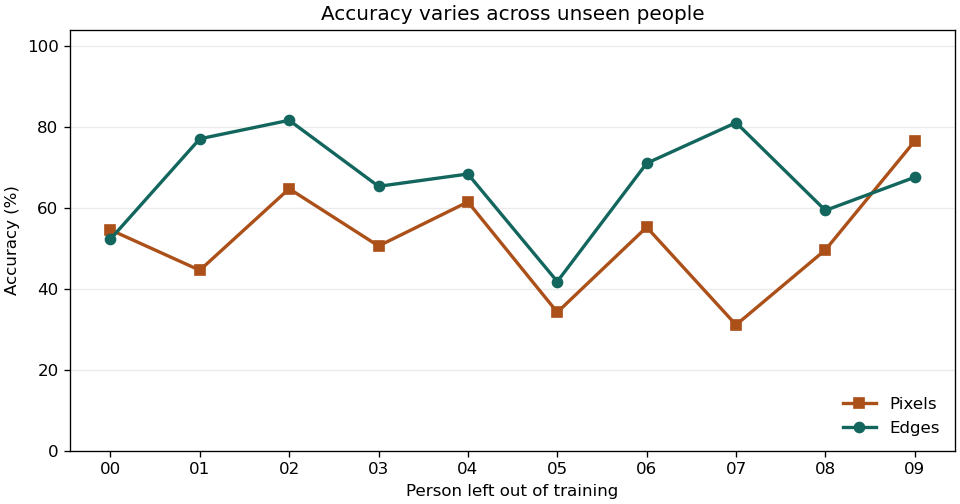 Accuracy varies across unseen people
Accuracy (%)
100
80
60
40
20
0
00 01 02 03 04 05 06 07 08 09
Person left out of training
Pixels
Edges